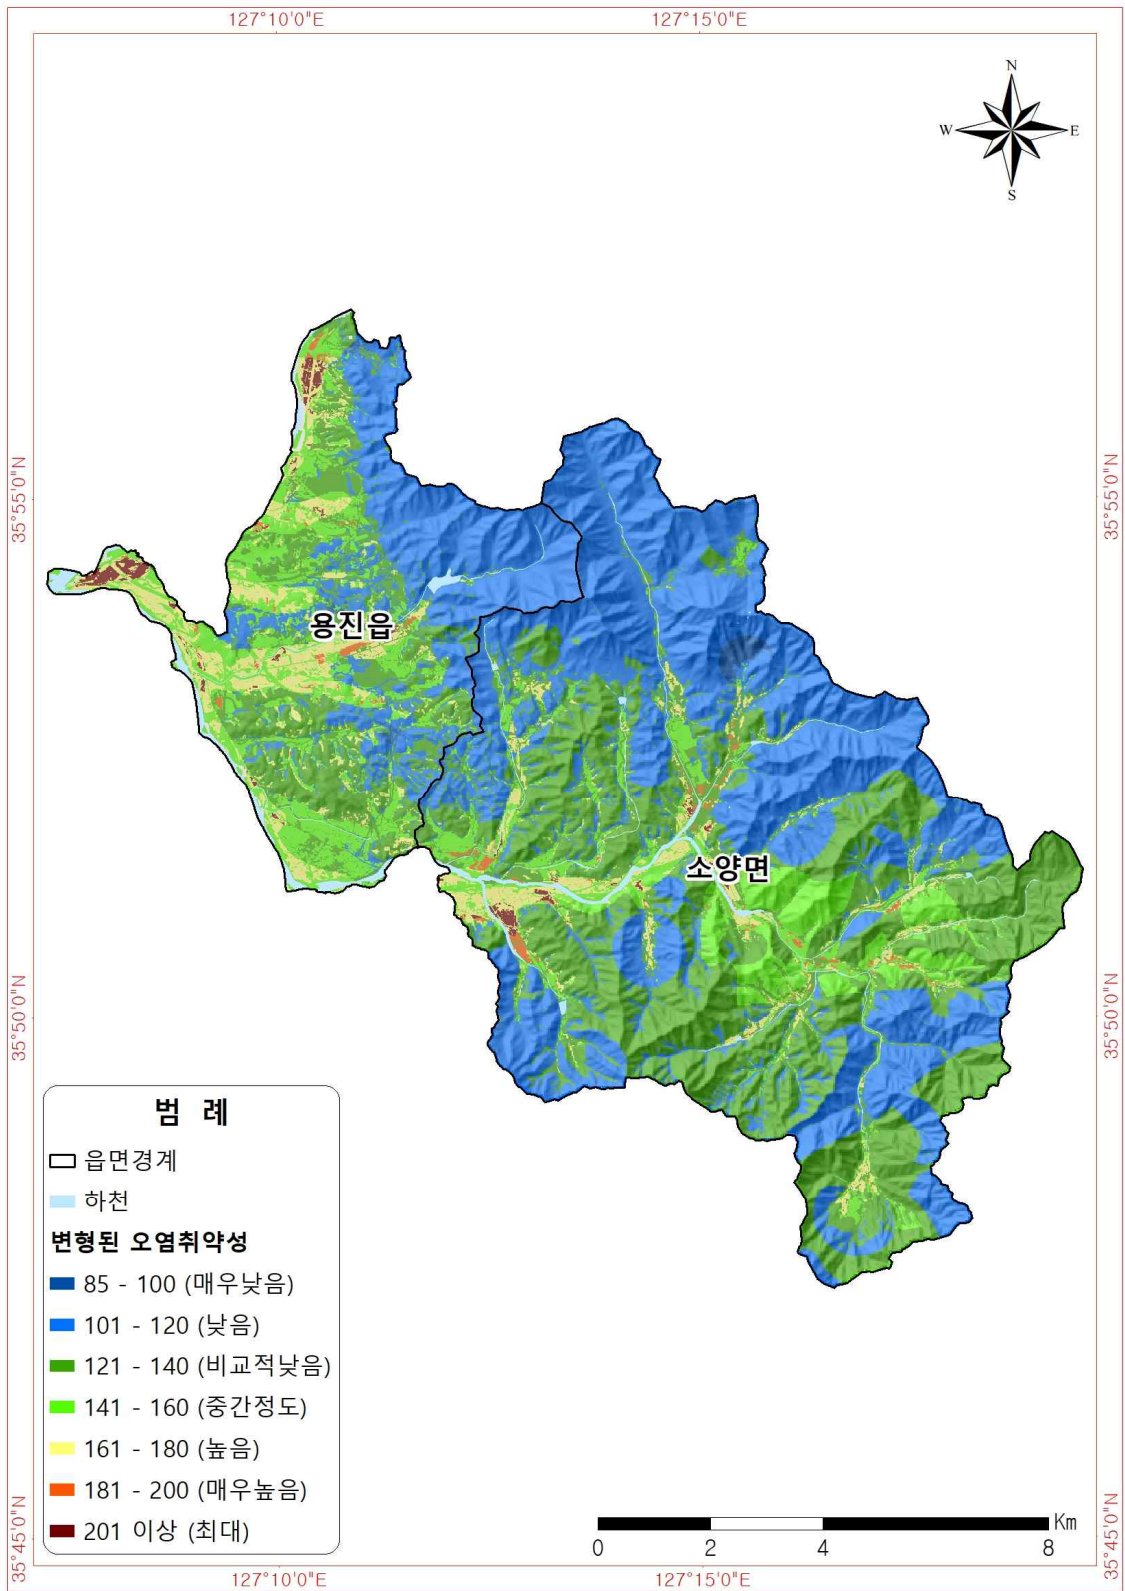 127°10'0"E
127°15'0"E
N
W
E
S
35°55'0"N
35°55'0"N
용진읍
소양면
35°50'0"N
35°50'0"N
범 례
읍면경계
하천
변형된 오염취약성
85 - 100 (매우낮음)
101 - 120 (낮음)
121 - 140 (비교적낮음)
141 - 160 (중간정도)
161 - 180 (높음)
181 - 200 (매우높음)
201 이상 (최대)
Km
0
2
4
8
35°45'0"N
35°45'0"N
127°10'0"E
127°15'0"E